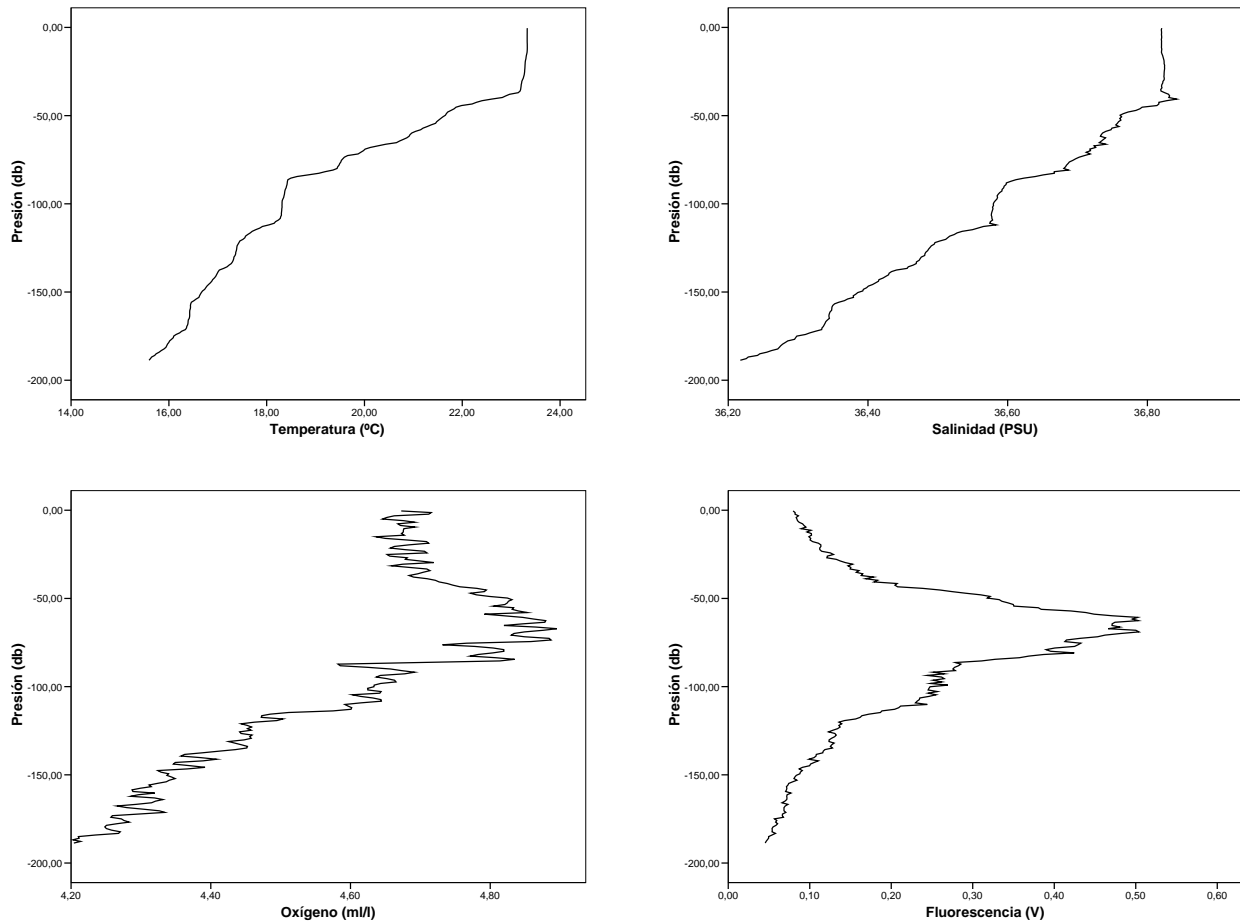 0,00
-50,00
-100,00
-150,00
-200,00
Presión (db)
14,00 16,00 18,00 20,00 22,00 24,00
Temperatura (ºC)
0,00
-50,00
-100,00
-150,00
-200,00
Presión (db)
36,20 36,40 36,60 36,80
Salinidad (PSU)
0,00
-50,00
-100,00
-150,00
-200,00
Presión (db)
4,20 4,40 4,60 4,80
Oxígeno (ml/l)
0,00
-50,00
-100,00
-150,00
-200,00
Presión (db)
0,00 0,10 0,20 0,30 0,40 0,50 0,60
Fluorescencia (V)